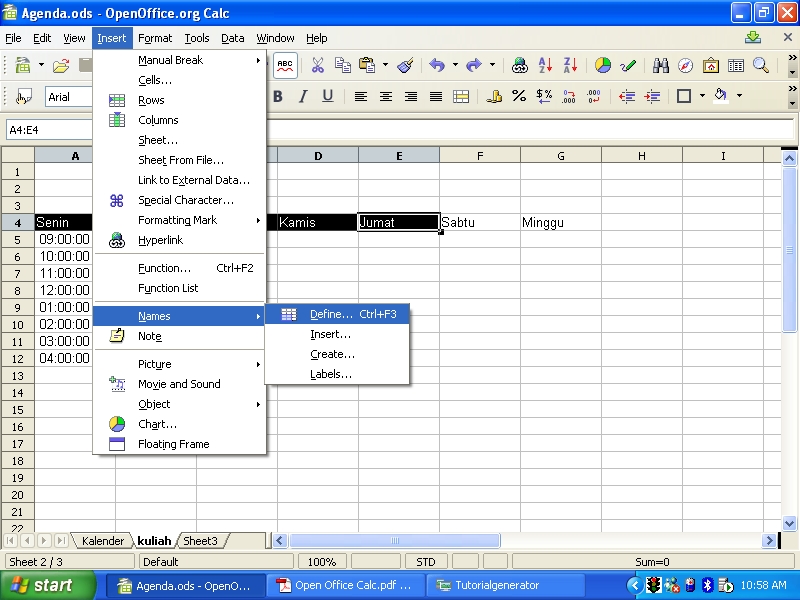 Agenda.ods - OpenOffice.org Calc
File Edit View Insert Format Tools Data Window Help
ABC
Arial
B I U % $%
A4:E4
Manual Break
Cells...
Rows
Columns
Sheet...
Sheet From File...
Link to External Data...
Special Character...
Formatting Mark
Hyperlink
Function... Ctrl+F2
Function List
Names
Note
Picture
Movie and Sound
Object
Chart...
Floating Frame
Define... Ctrl+F3
Insert...
Create...
Labels...
A D E F G H I
1
2
3
4 Senin Kamis Jumat Sabtu Minggu
5 09:00:00
6 10:00:00
7 11:00:00
8 12:00:00
9 01:00:00
10 02:00:00
11 03:00:00
12 04:00:00
13
14
15
16
17
18
19
20
21
22
Kalender kuliah Sheet3
Sheet 2 / 3 Default 100% STD Sum=0
start Agenda.ods - OpenO... Open Office Calc.pdf ... Tutorialgenerator 10:58 AM